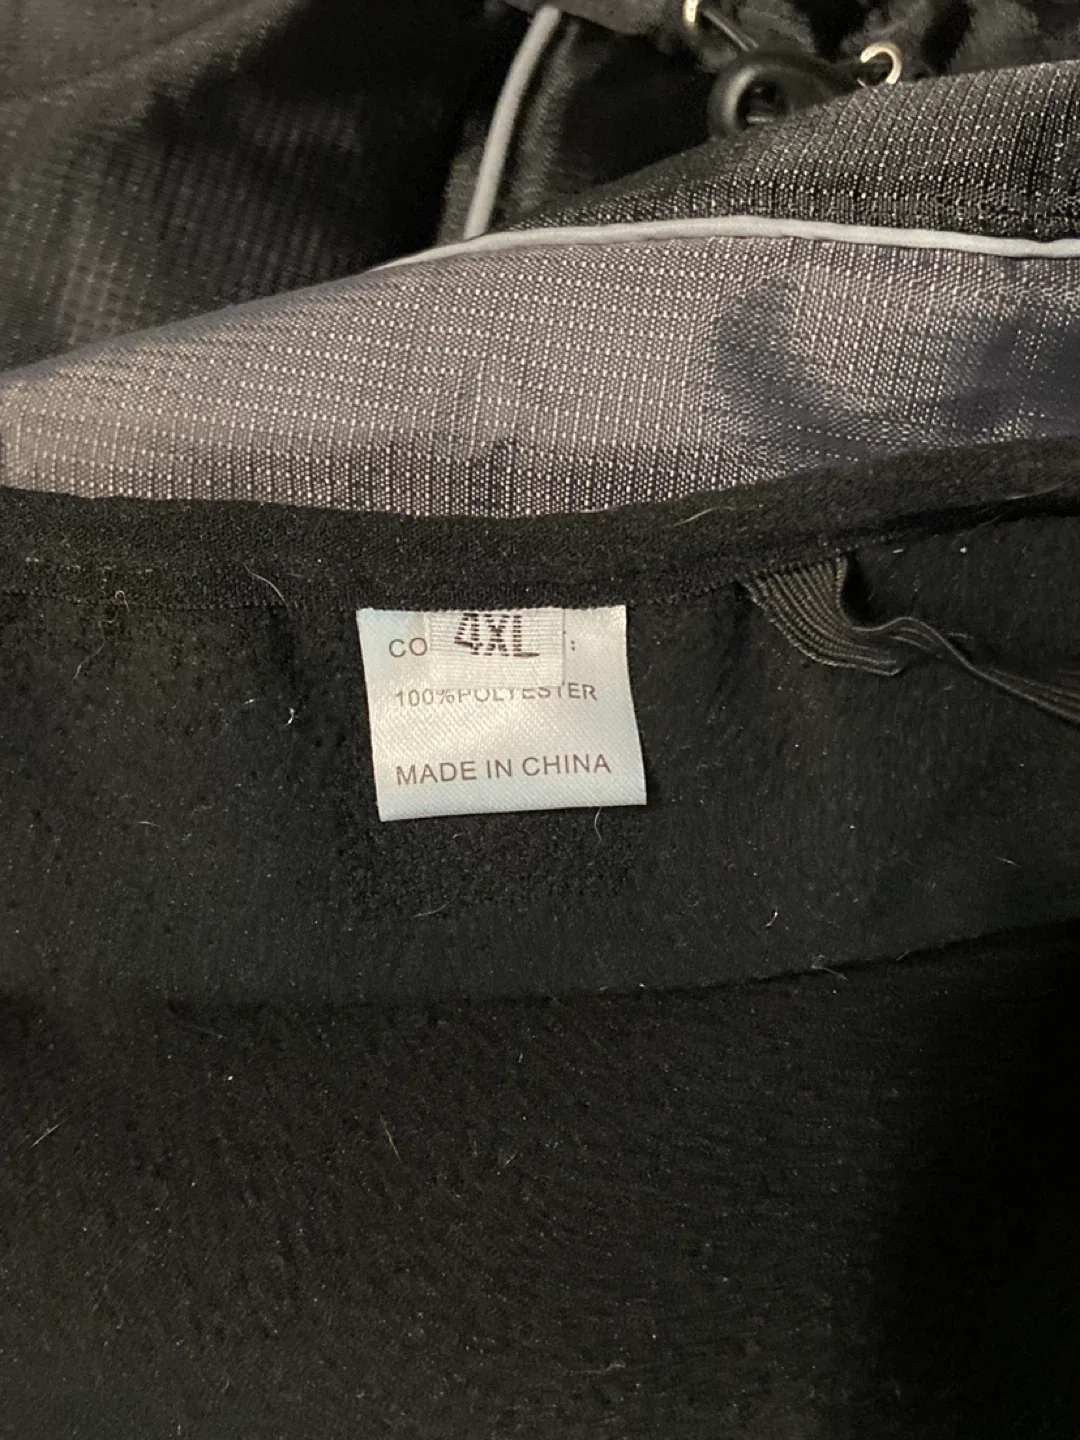 4XL
CO :
100%POLYESTER
MADE IN CHINA